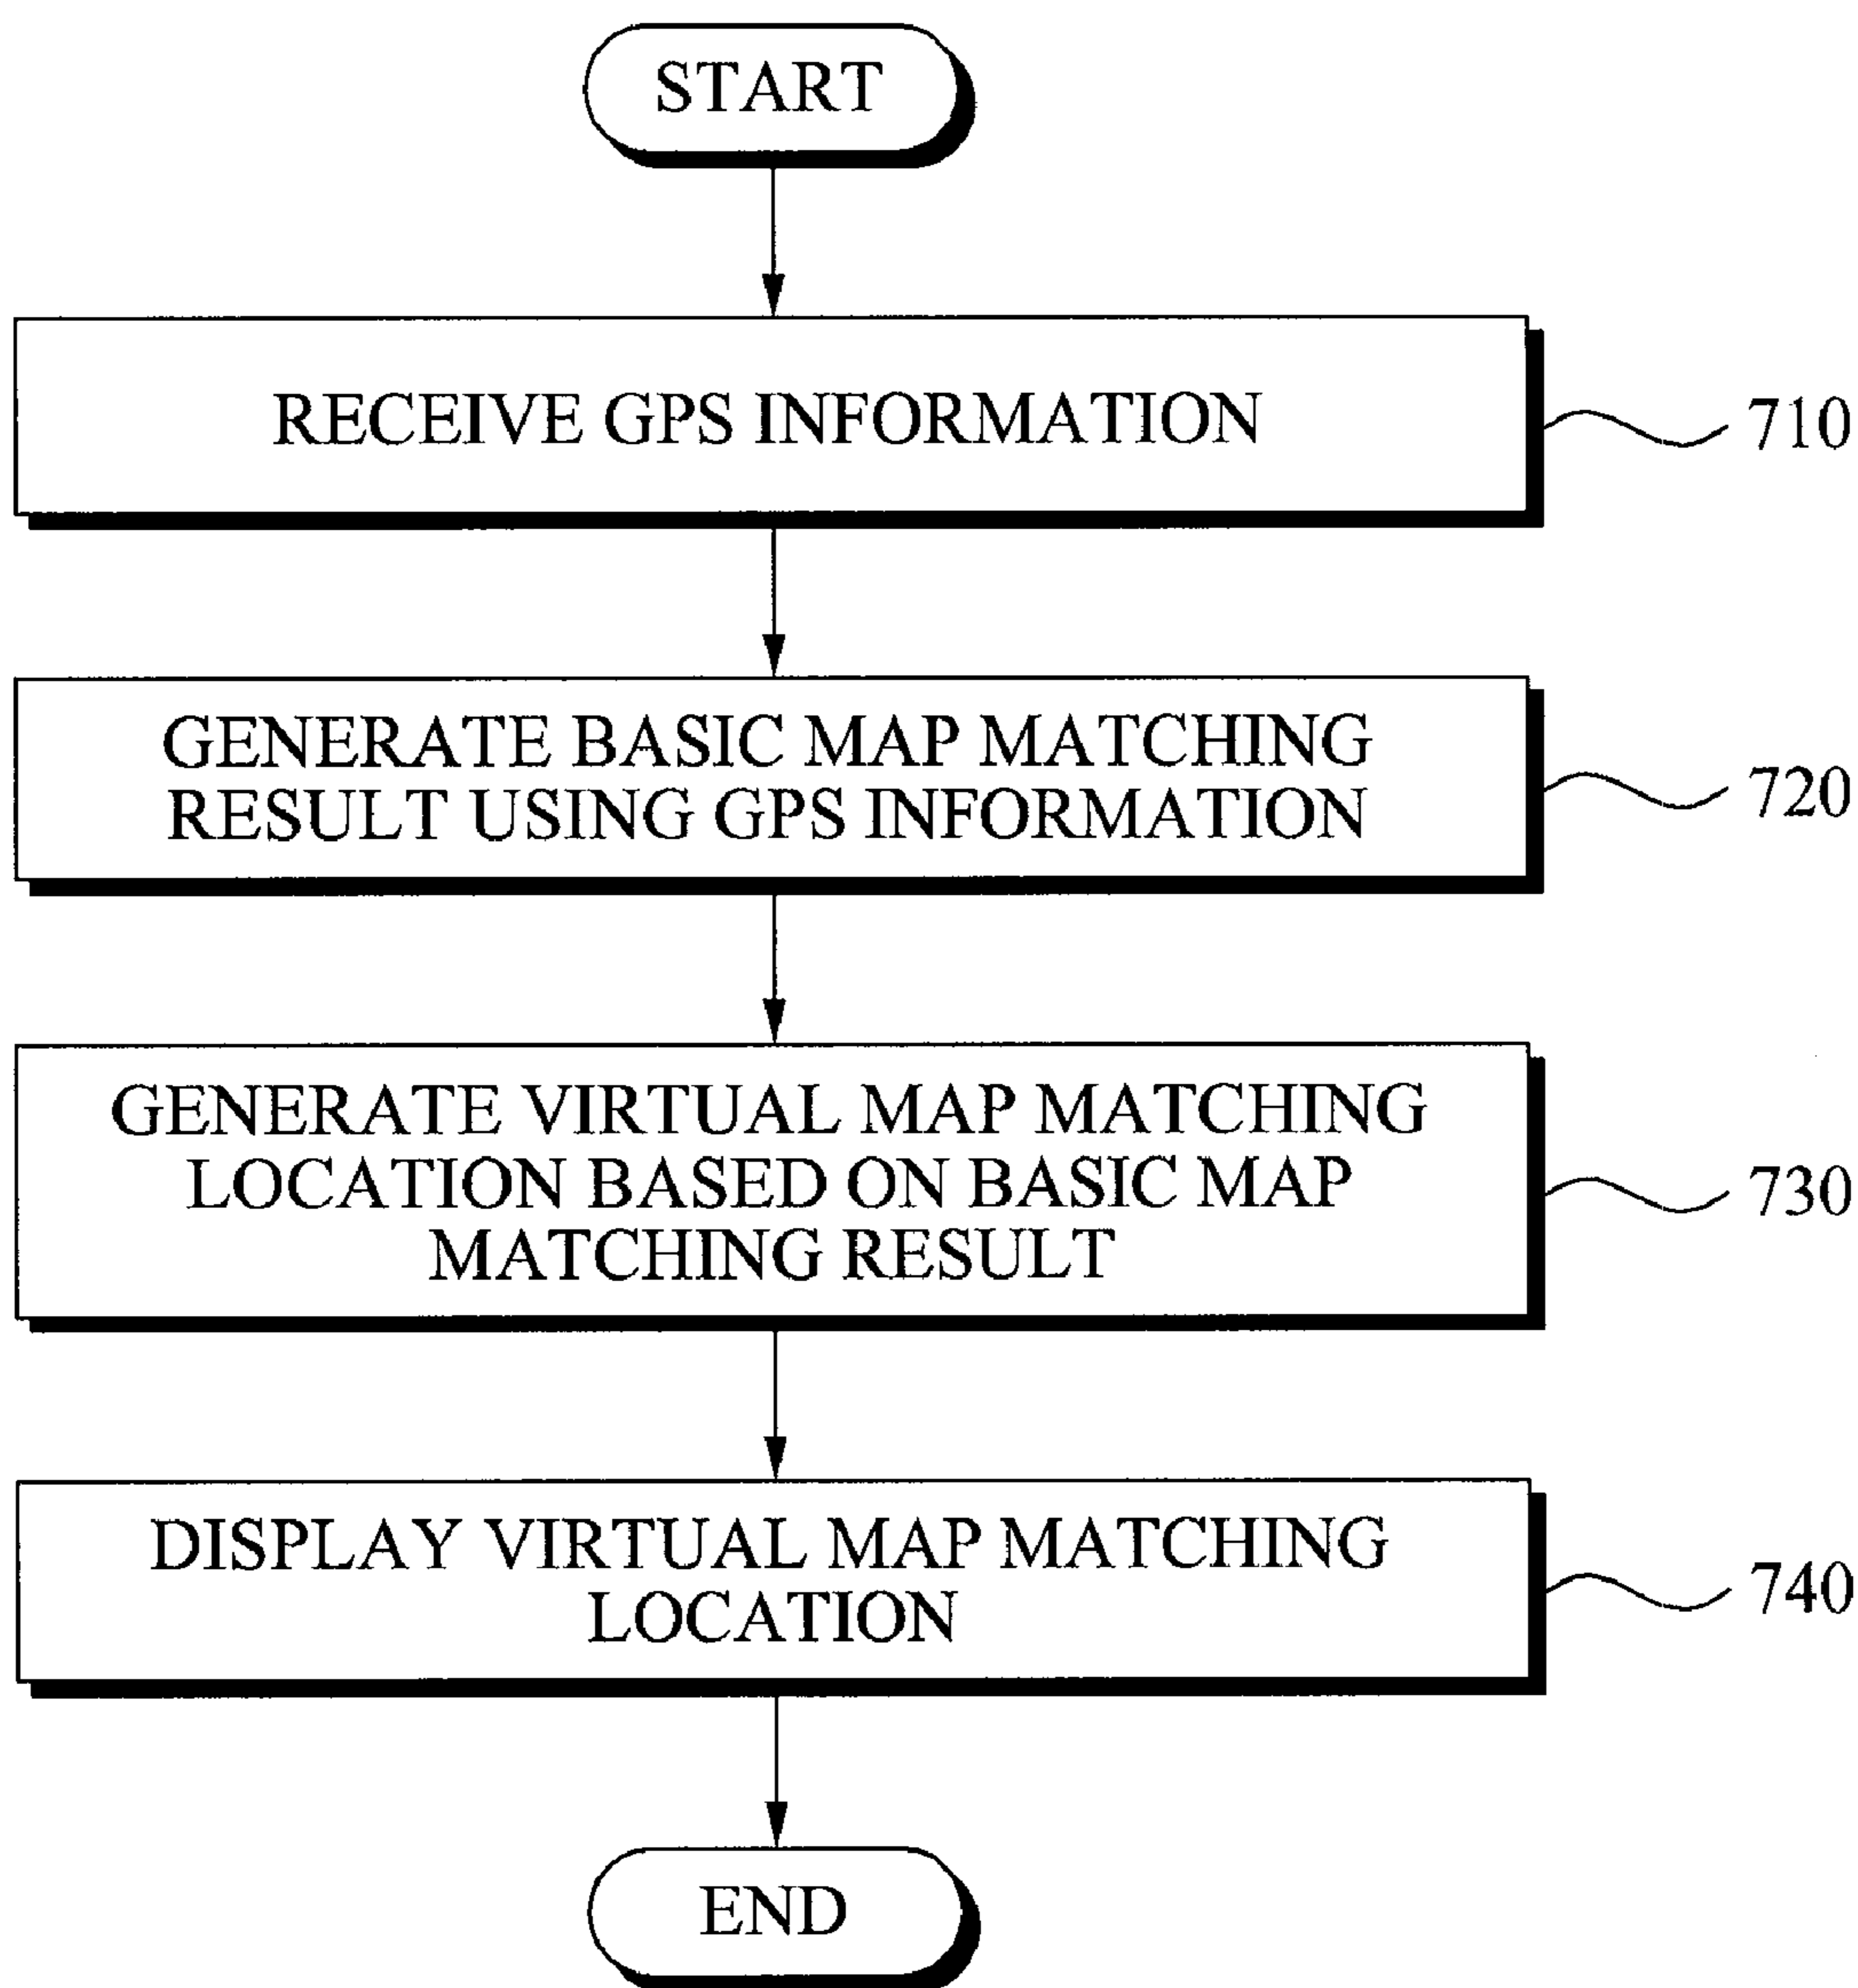 START
RECEIVE GPS INFORMATION
710
GENERATE BASIC MAP MATCHING
RESULT USING GPS INFORMATION
720
GENERATE VIRTUAL MAP MATCHING
LOCATION BASED ON BASIC MAP
MATCHING RESULT
730
DISPLAY VIRTUAL MAP MATCHING
LOCATION
740
END